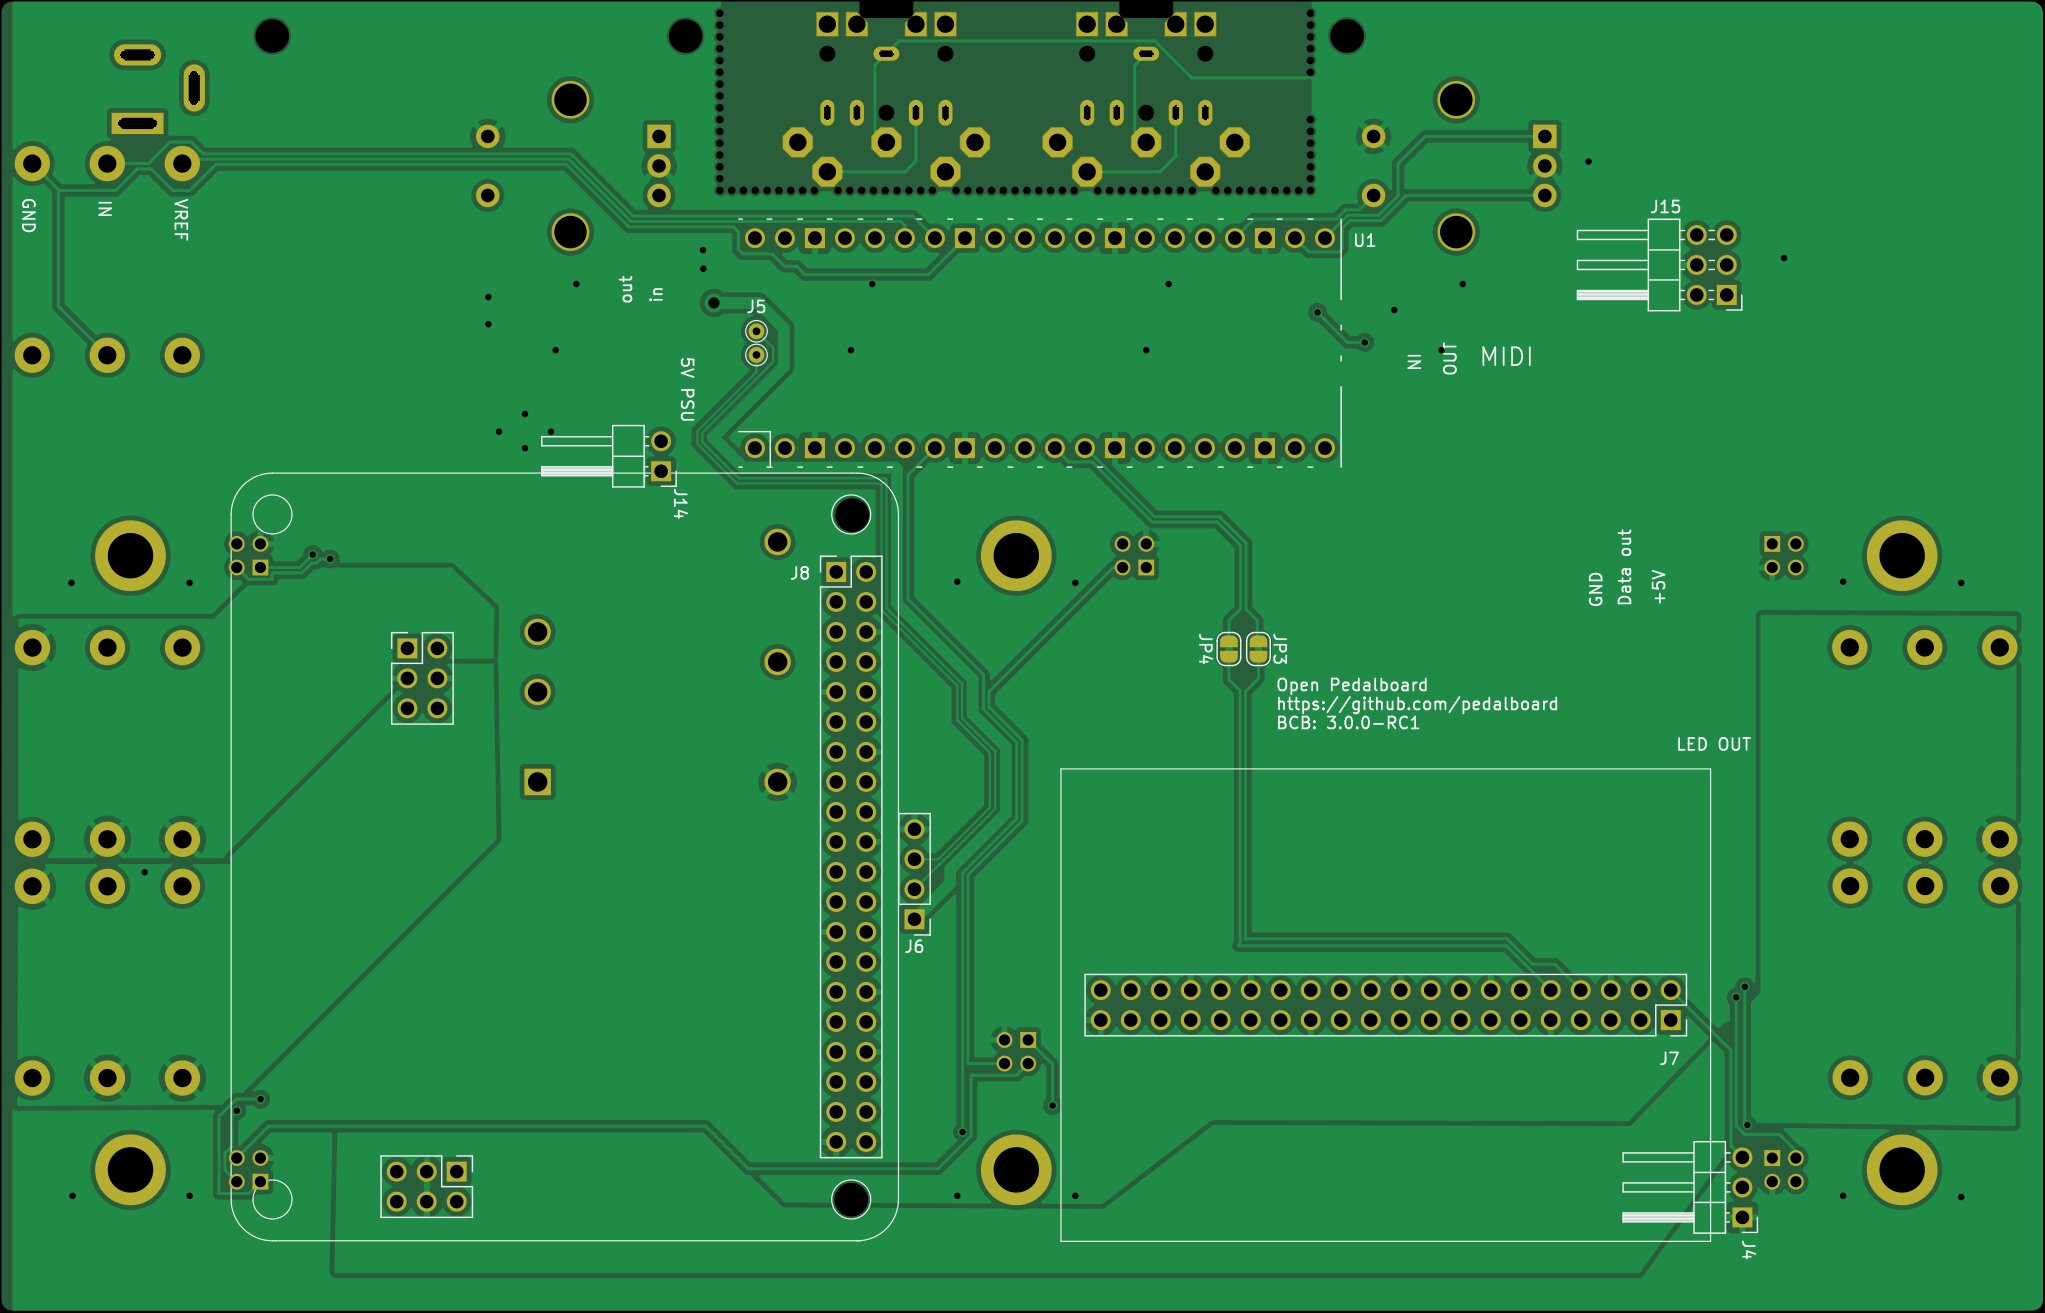 GND
IN
VREF
J15
U1
out
in
J5
5V PSU
IN
OUT
MIDI
J14
J8
GND
Data out
+5V
JP4
JP3
Open Pedalboard
https://github.com/pedalboard
BCB: 3.0.0-RC1
LED OUT
J6
J7
J4